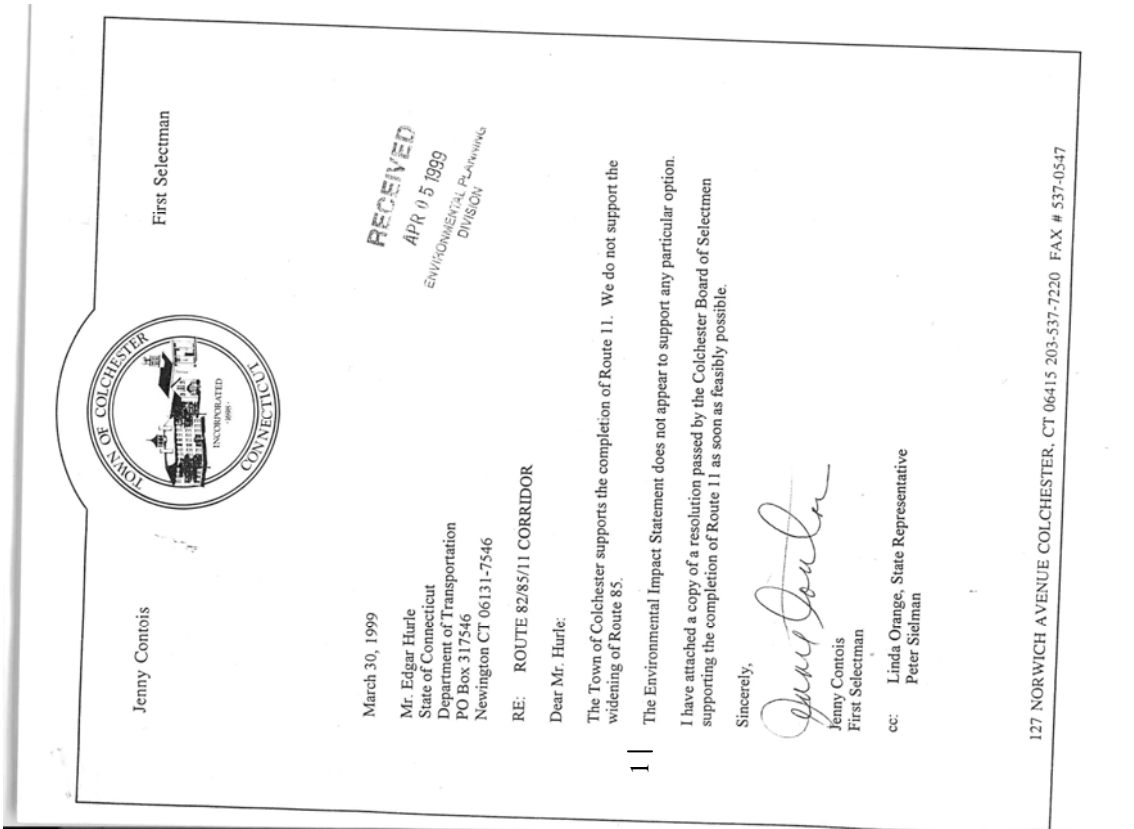 Jenny Contois
TOWN OF COLCHESTER
CONNECTICUT
INCORPORATED
·1698·
First Selectman
RECEIVED
APR 05 1999
ENVIRONMENTAL PLANNING
DIVISION
March 30, 1999
Mr. Edgar Hurle
State of Connecticut
Department of Transportation
PO Box 317546
Newington CT 06131-7546
RE: ROUTE 82/85/11 CORRIDOR
Dear Mr. Hurle:
The Town of Colchester supports the completion of Route 11. We do not support the
widening of Route 85.
1
The Environmental Impact Statement does not appear to support any particular option.
I have attached a copy of a resolution passed by the Colchester Board of Selectmen
supporting the completion of Route 11 as soon as feasibly possible.
Sincerely,
Jenny Contois
First Selectman
cc: Linda Orange, State Representative
Peter Sielman
127 NORWICH AVENUE COLCHESTER, CT 06415 203-537-7220 FAX # 537-0547